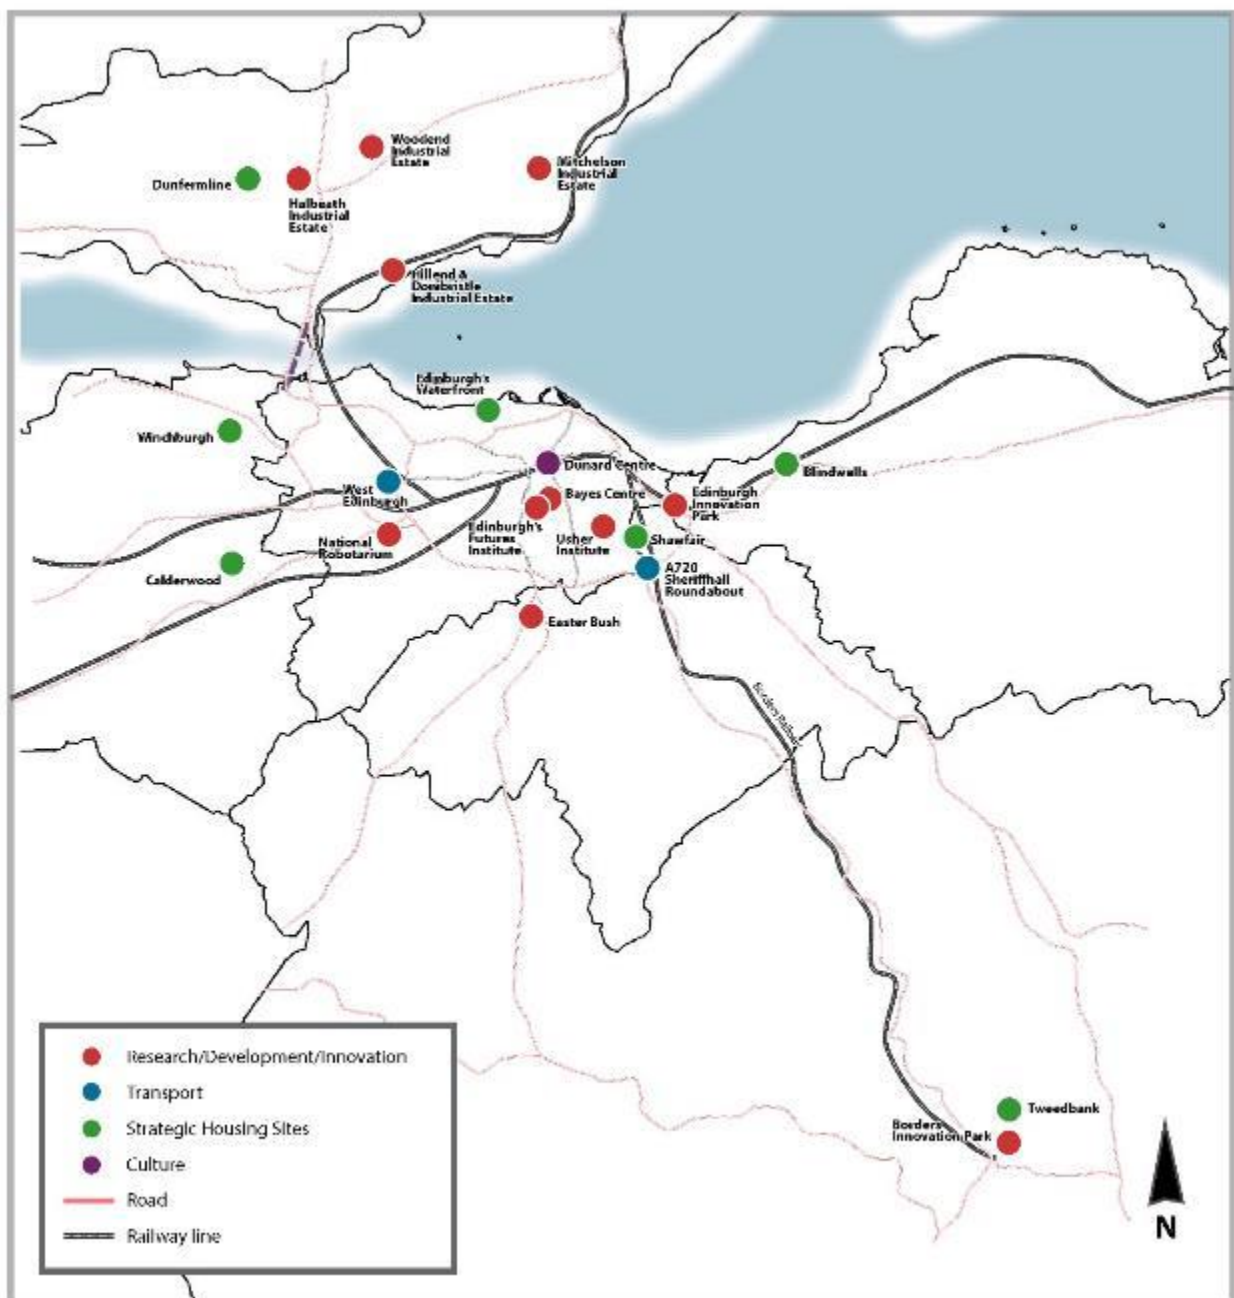 Woodend
Industrial
Estate
Mitchelson
Industrial
Estate
Dunfermline
Halbeath
Industrial
Estate
Hillend &
Donibristle
Industrial Estate
Edinburgh's
Waterfront
Winchburgh
Dunard Centre
Blindwells
West
Edinburgh
Bayes Centre
Edinburgh
Innovation
Park
National
Robotarium
Edinburgh's
Futures
Institute
Usher
Institute
Shawfair
Calderwood
A720
Sheriffhall
Roundabout
Easter Bush
Borders Railway
Research/Development/Innovation
Transport
Strategic Housing Sites
Culture
Road
Railway line
Tweedbank
Borders
Innovation Park
N